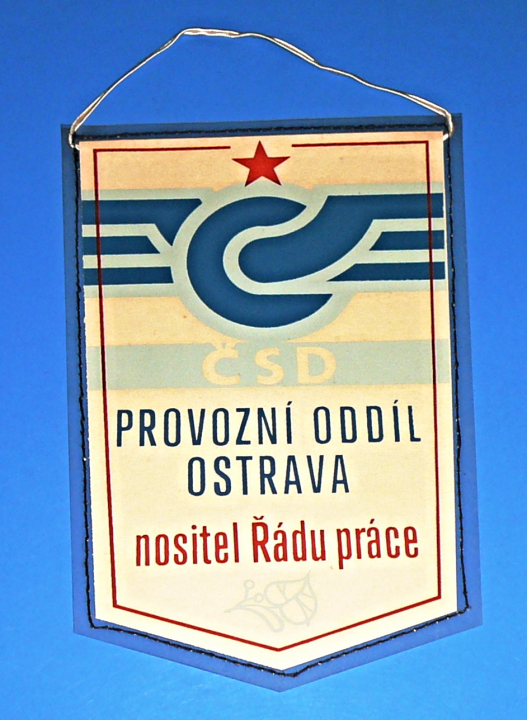 ČSD
PROVOZNÍ ODDÍL
OSTRAVA
nositel Řádu práce